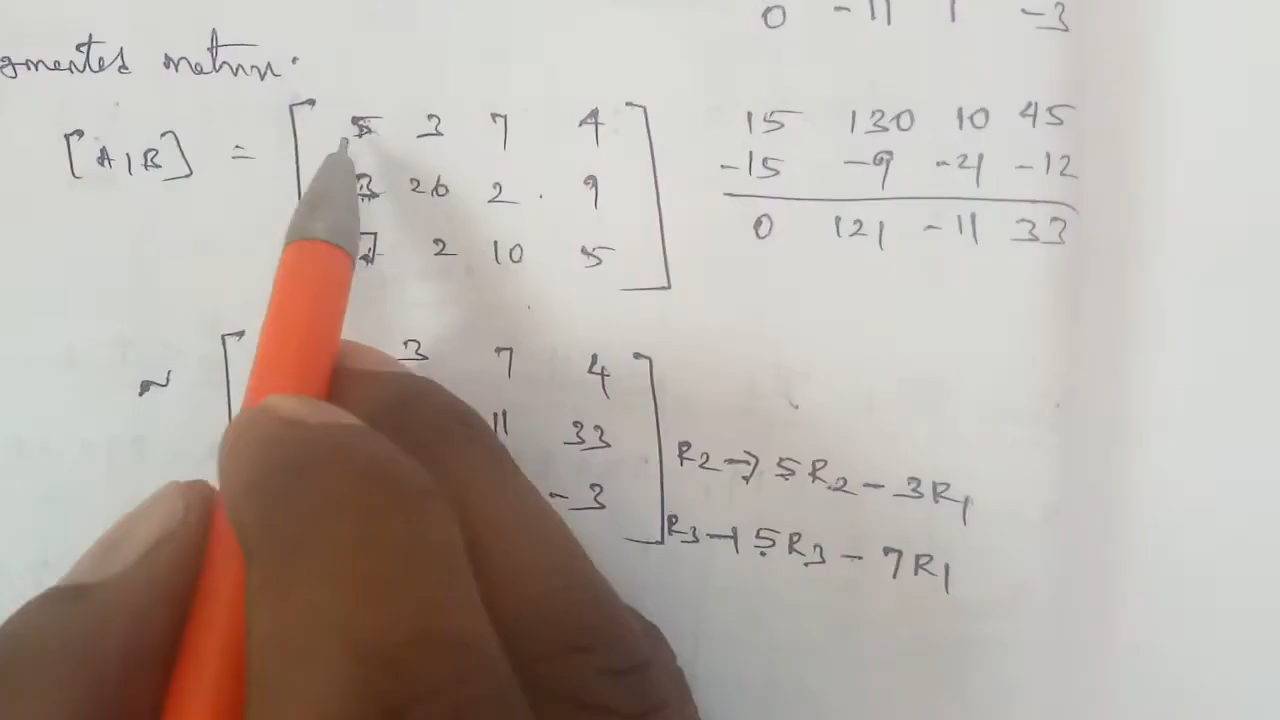 0 -11 1 -3
gmented matrix.
[A|B] = [ 5 3 7 4
3 26 2 9
7 2 10 5 ]
15 130 10 45
-15 -9 -21 -12
0 121 -11 33
~ [ 3 7 4
11 33
-3 ]
R2 → 5R2 - 3R1
R3 → 5R3 - 7R1